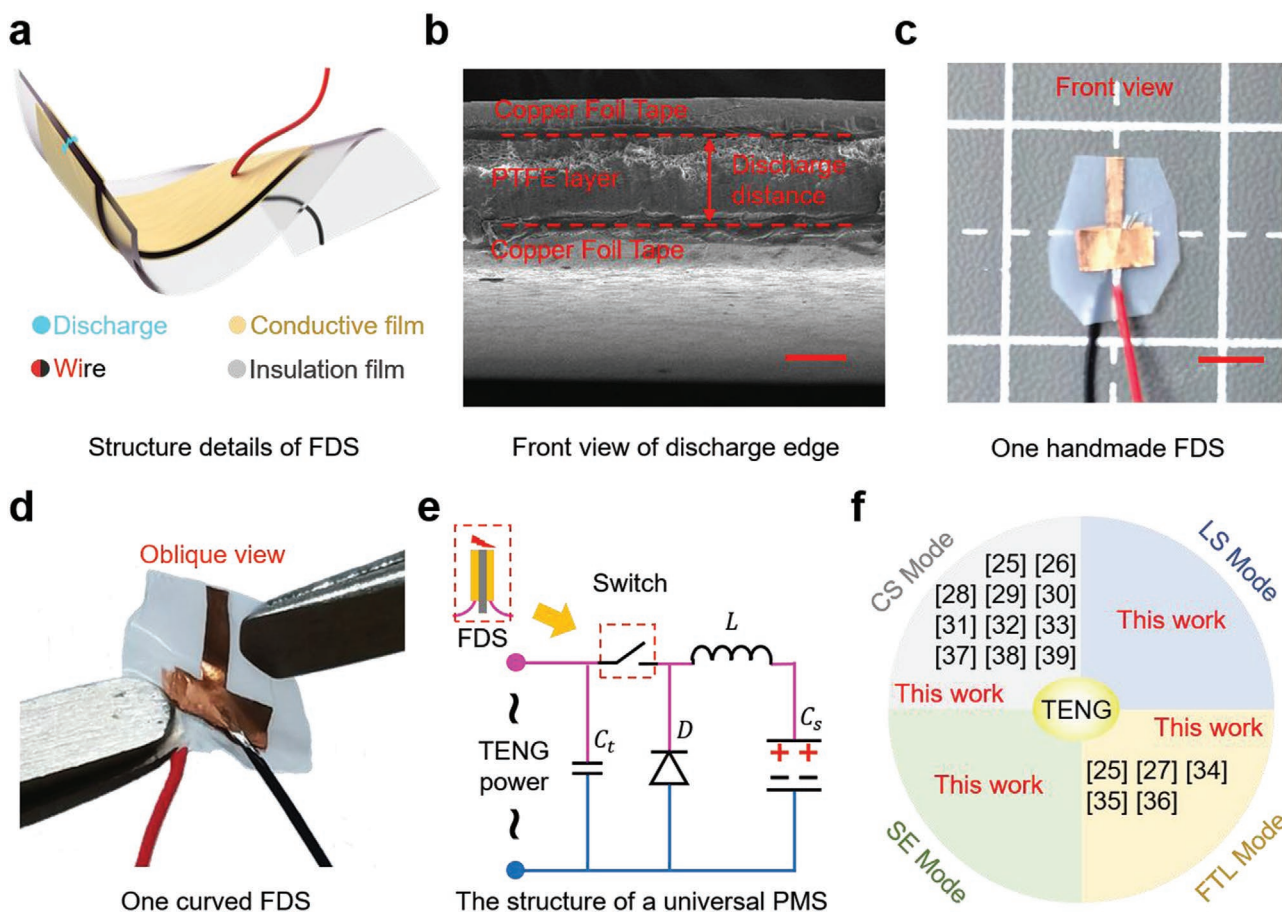 a
Discharge
Conductive film
Wire
Insulation film
Structure details of FDS
b
Copper Foil Tape
PTFE layer
Discharge
distance
Copper Foil Tape
Front view of discharge edge
c
Front view
One handmade FDS
d
Oblique view
One curved FDS
e
FDS
Switch
L
TENG
power
~
~
C_t
D
C_s
+ +
The structure of a universal PMS
f
CS Mode
LS Mode
[25] [26]
[28] [29] [30]
[31] [32] [33]
[37] [38] [39]
This work
This work
TENG
This work
This work
[25] [27] [34]
[35] [36]
SE Mode
FTL Mode